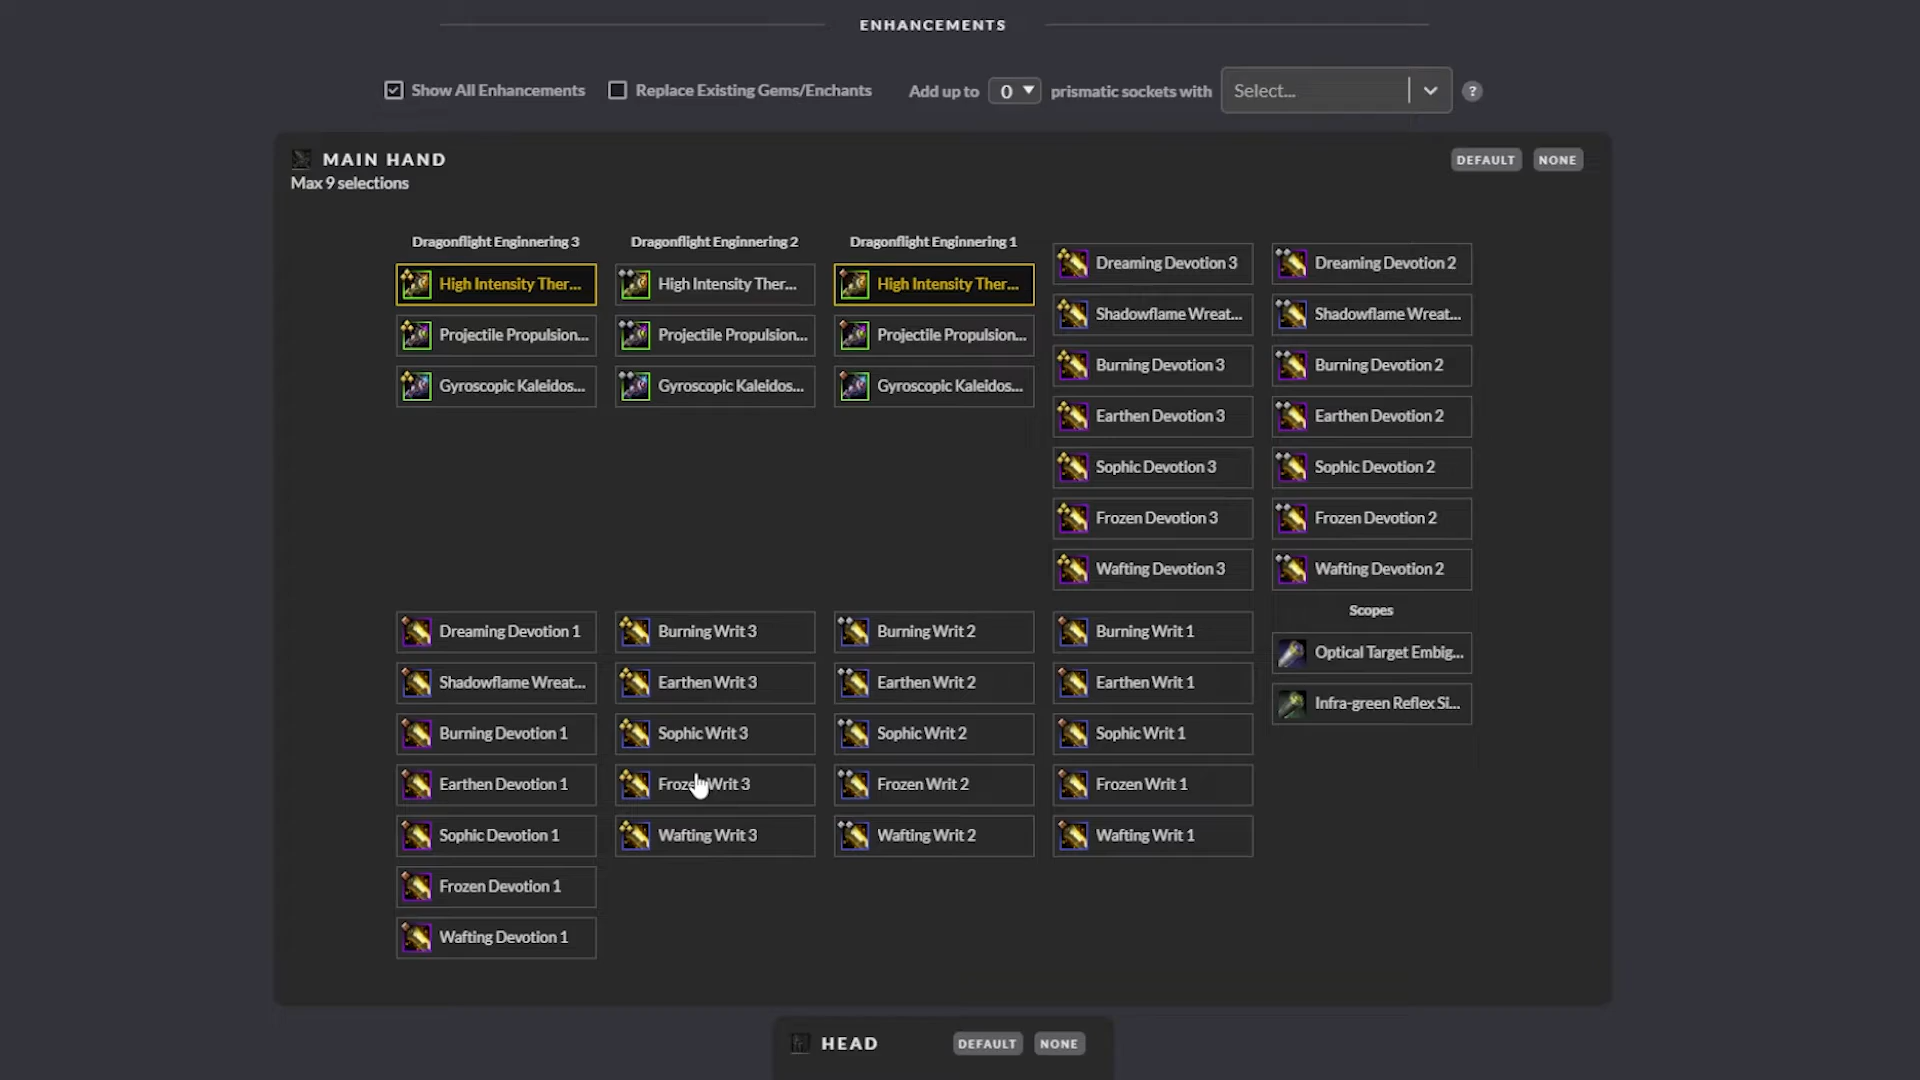 ENHANCEMENTS
Show All Enhancements Replace Existing Gems/Enchants Add up to 0 prismatic sockets with Select... ?
MAIN HAND DEFAULT NONE
Max 9 selections
Dragonflight Enginnering 3 Dragonflight Enginnering 2 Dragonflight Enginnering 1
High Intensity Ther... High Intensity Ther... High Intensity Ther... Dreaming Devotion 3 Dreaming Devotion 2
Projectile Propulsion... Projectile Propulsion... Projectile Propulsion... Shadowflame Wreat... Shadowflame Wreat...
Gyroscopic Kaleidos... Gyroscopic Kaleidos... Gyroscopic Kaleidos... Burning Devotion 3 Burning Devotion 2
Earthen Devotion 3 Earthen Devotion 2
Sophic Devotion 3 Sophic Devotion 2
Frozen Devotion 3 Frozen Devotion 2
Wafting Devotion 3 Wafting Devotion 2
Scopes
Dreaming Devotion 1 Burning Writ 3 Burning Writ 2 Burning Writ 1 Optical Target Embig...
Shadowflame Wreat... Earthen Writ 3 Earthen Writ 2 Earthen Writ 1 Infra-green Reflex Si...
Burning Devotion 1 Sophic Writ 3 Sophic Writ 2 Sophic Writ 1
Earthen Devotion 1 Frozen Writ 3 Frozen Writ 2 Frozen Writ 1
Sophic Devotion 1 Wafting Writ 3 Wafting Writ 2 Wafting Writ 1
Frozen Devotion 1
Wafting Devotion 1
HEAD DEFAULT NONE